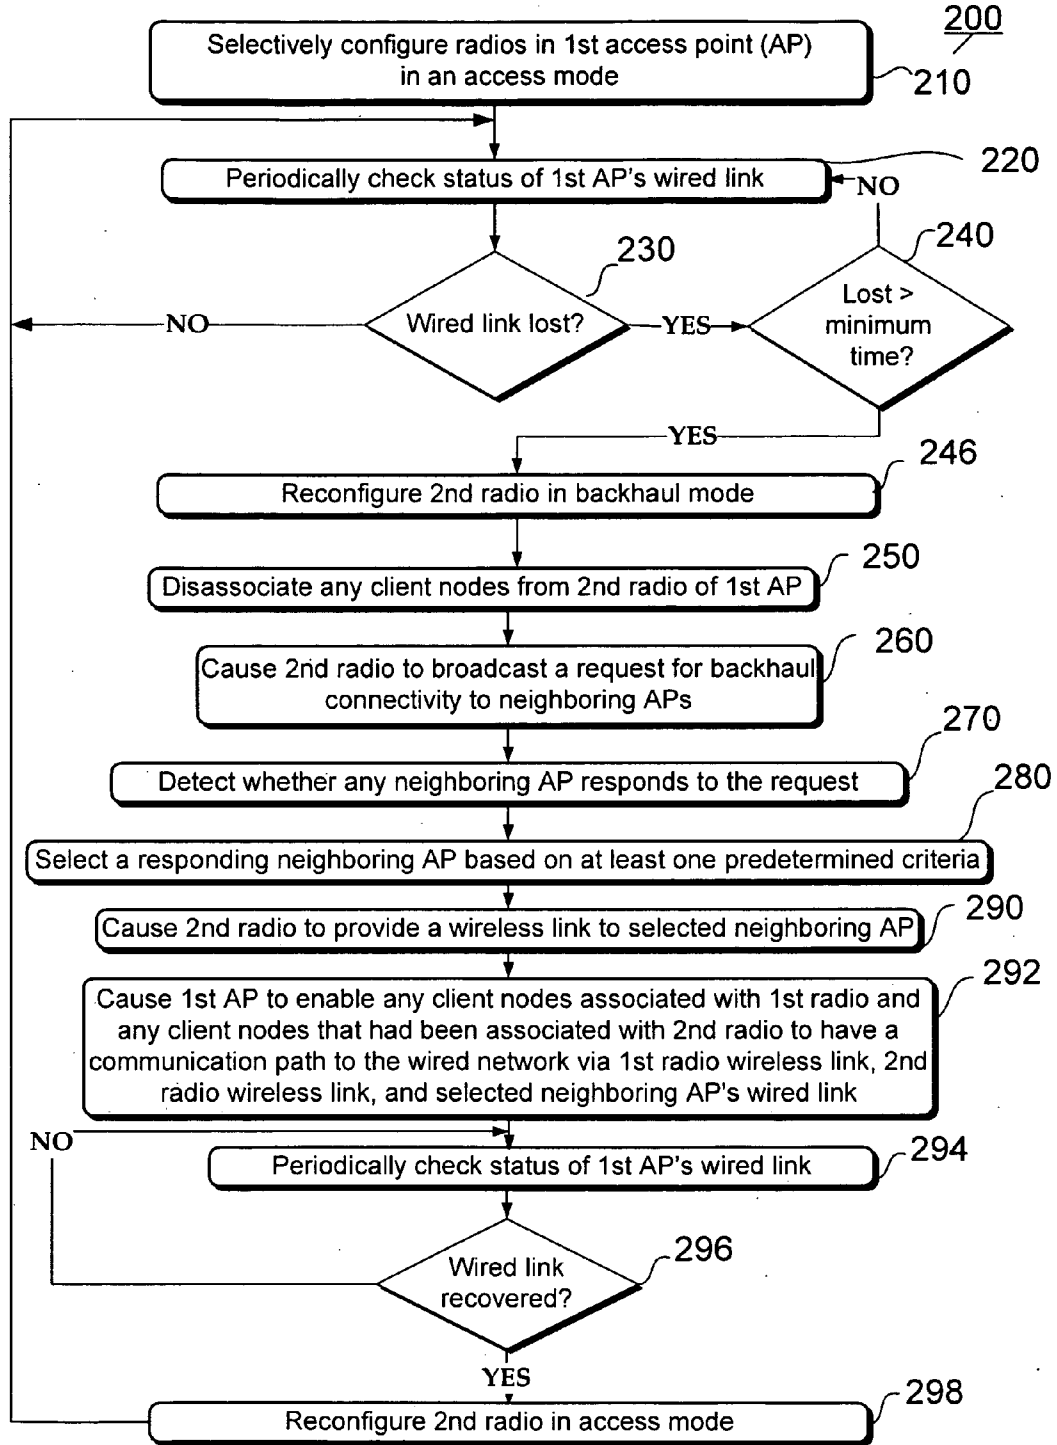 200
Selectively configure radios in 1st access point (AP)
in an access mode
210
220
Periodically check status of 1st AP's wired link
NO
230
240
Wired link lost?
NO
YES
Lost >
minimum
time?
YES
246
Reconfigure 2nd radio in backhaul mode
250
Disassociate any client nodes from 2nd radio of 1st AP
260
Cause 2nd radio to broadcast a request for backhaul
connectivity to neighboring APs
270
Detect whether any neighboring AP responds to the request
280
Select a responding neighboring AP based on at least one predetermined criteria
290
Cause 2nd radio to provide a wireless link to selected neighboring AP
292
Cause 1st AP to enable any client nodes associated with 1st radio and
any client nodes that had been associated with 2nd radio to have a
communication path to the wired network via 1st radio wireless link, 2nd
radio wireless link, and selected neighboring AP's wired link
NO
294
Periodically check status of 1st AP's wired link
296
Wired link
recovered?
YES
298
Reconfigure 2nd radio in access mode